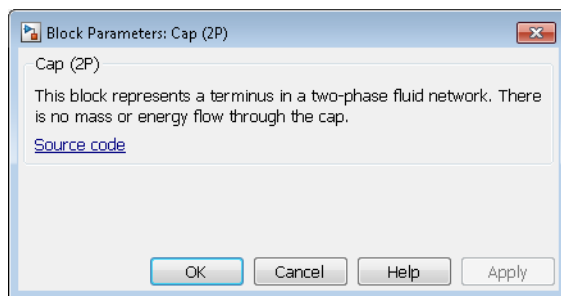 Block Parameters: Cap (2P)
Cap (2P)
This block represents a terminus in a two-phase fluid network. There
is no mass or energy flow through the cap.
Source code
OK Cancel Help Apply